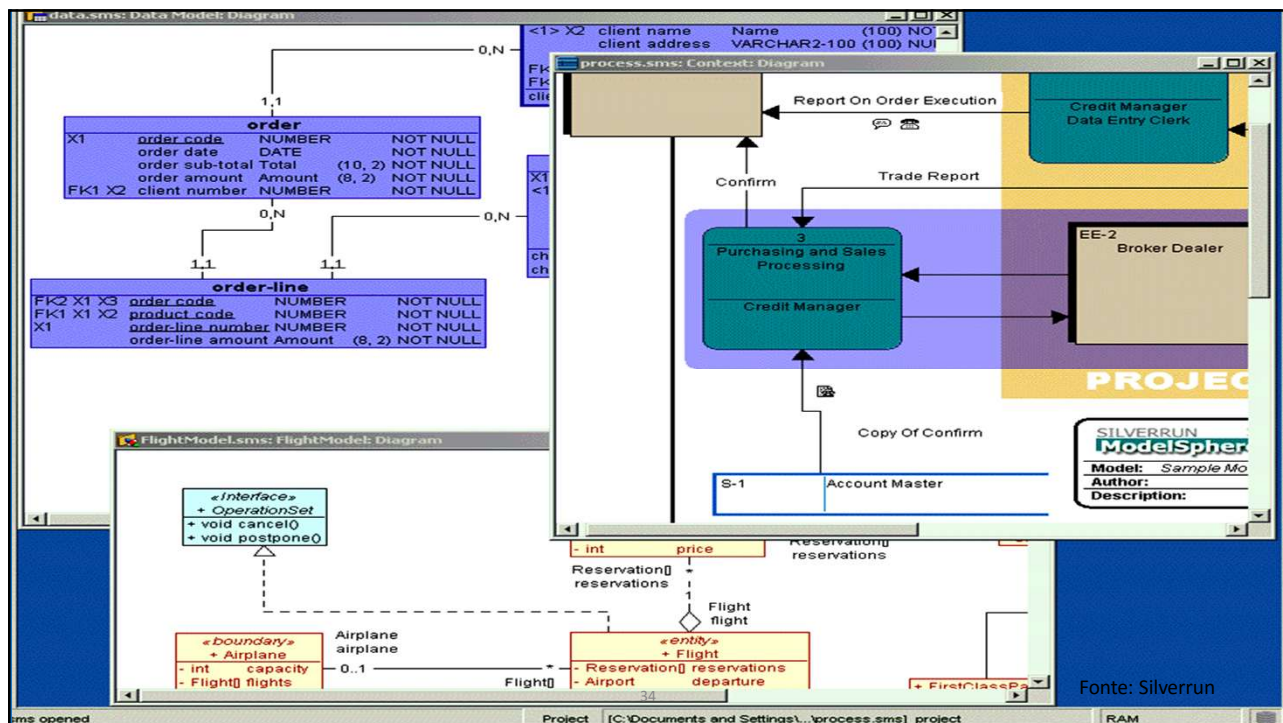 data.sms: Data Model: Diagram
<1> X2 client name Name (100)
client address VARCHAR2-100 (100)
0,N
1,1
order
X1 order code NUMBER NOT NULL
order date DATE NOT NULL
order sub-total Total (10, 2) NOT NULL
order amount Amount (8, 2) NOT NULL
FK1 X2 client number NUMBER NOT NULL
0,N
0,N
X1
1,1 1,1
order-line
FK2 X1 X3 order code NUMBER NOT NULL
FK1 X1 X2 product code NUMBER NOT NULL
X1 order-line number NUMBER NOT NULL
order-line amount Amount (8, 2) NOT NULL
process.sms: Context: Diagram
Report On Order Execution
Credit Manager
Data Entry Clerk
Confirm
Trade Report
3
Purchasing and Sales
Processing
Credit Manager
EE-2
Broker Dealer
PROJEC
Copy Of Confirm
S-1 Account Master
SILVERRUN
ModelSpher
Model: Sample Mo
Author:
Description:
FlightModel.sms: FlightModel: Diagram
«Interface»
+ OperationSet
+ void cancel()
+ void postpone()
- int price
reservations
Reservation[] *
reservations
1
Flight
flight
«boundary»
+ Airplane
- int capacity
- Flight[] flights
Airplane
airplane
0..1
*
Flight[]
«entity»
+ Flight
- Reservation[] reservations
- Airport departure
+ FirstClassPa
34
Fonte: Silverrun
sms opened
Project [C:\Documents and Settings\...\process.sms] project
RAM